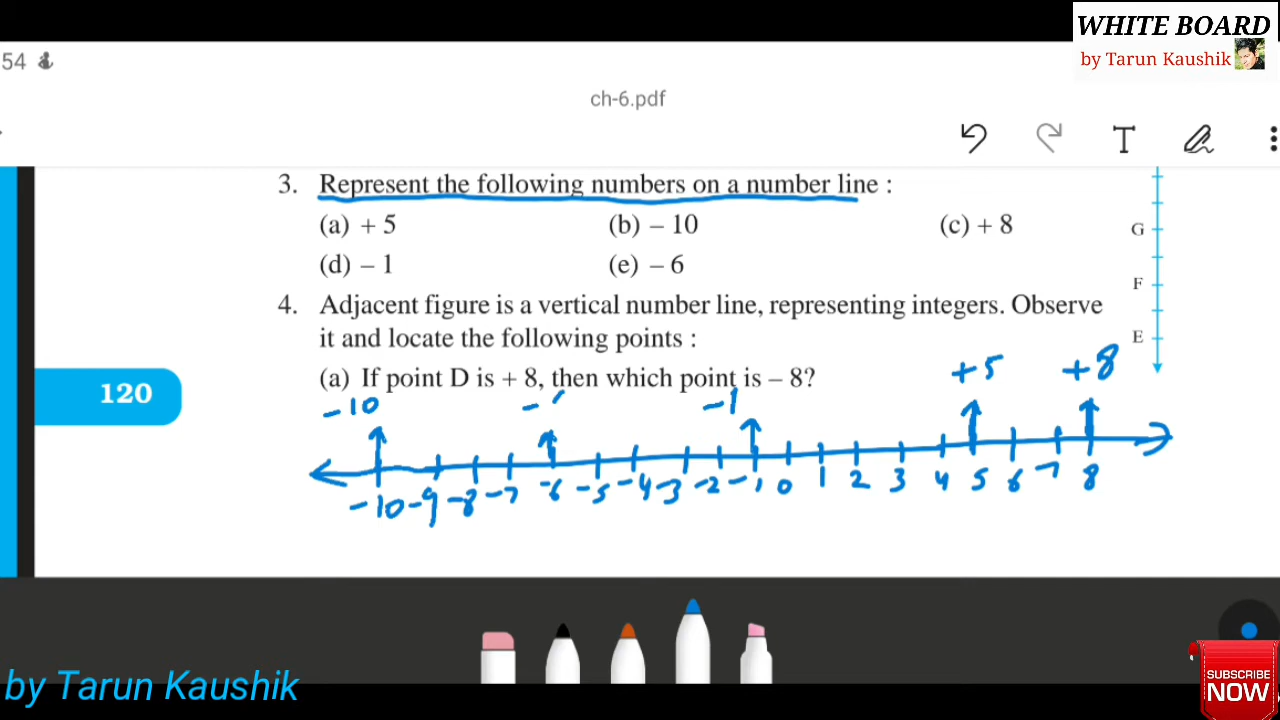 WHITE BOARD
by Tarun Kaushik
54
ch-6.pdf
T
3. Represent the following numbers on a number line :
(a) + 5 (b) – 10 (c) + 8
G
(d) – 1 (e) – 6
F
4. Adjacent figure is a vertical number line, representing integers. Observe
it and locate the following points :
E
120
(a) If point D is + 8, then which point is – 8?
-10 -1 +5 +8
-10 -9 -8 -7 -6 -5 -4 -3 -2 -1 0 1 2 3 4 5 6 7 8
by Tarun Kaushik
SUBSCRIBE
NOW